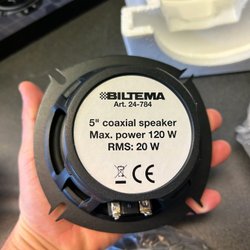 BILTEMA
Art. 24-784
5" coaxial speaker
Max. power 120 W
RMS: 20 W
CE